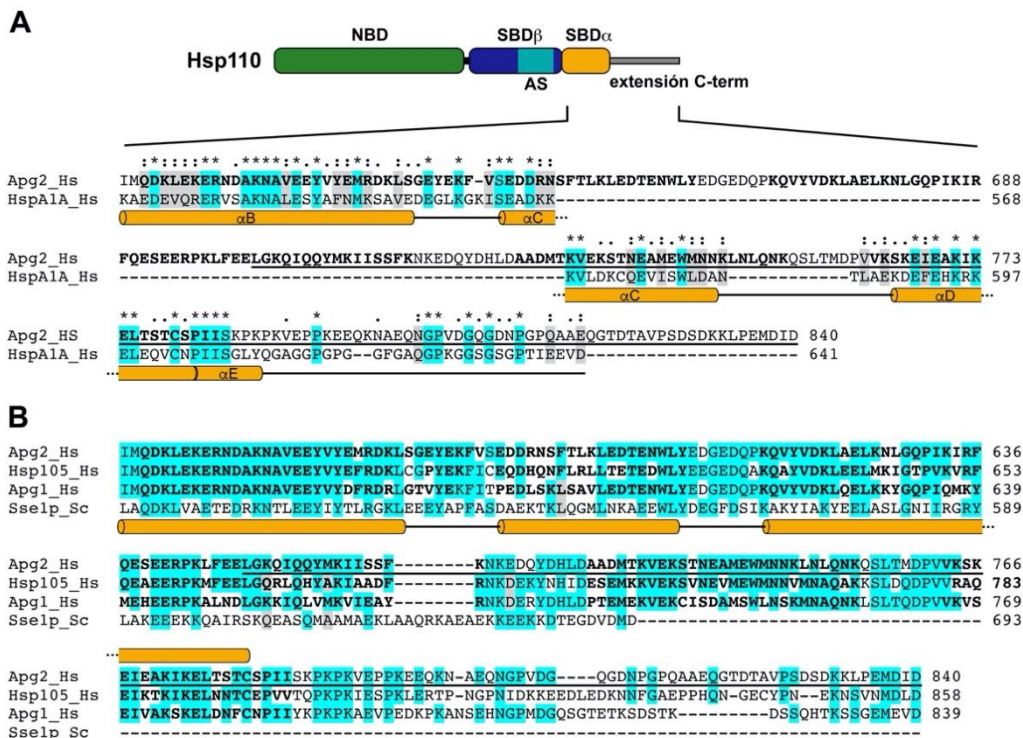 A
NBD SBDβ SBDα
Hsp110
AS extensión C-term
Apg2_Hs IMQDKLEKERNDAKNAVEEYVYEMRDKLSGEYEKF-VSEDDRNSFTLKLEDTENWLYEDGEDQPKQVYVDKLAELKNLGQPIKIR 688
HspA1A_Hs KAEDEVQRERVSAKNALESYAFNMKSAVEDEGLKGKISEADKK------------------------------------------ 568
αB αC
Apg2_Hs FQESEERPKLFEELGKQIQQYMKIISSFKNKEDQYDHLDAADMTKVEKSTNEAMEWMNNKLNLQNKQSLTMDPVVKSKEIEAKIK 773
HspA1A_Hs --------------------------------------------KVLDKCQEVISWLDAN------------TLAEKDEFEHKRK 597
αC αD
Apg2_HS ELTSTCSPIISKPKPKVEPPKEEQKNAEQNGPVDGQGDNPGPQAAEQGTDTAVPSDSDKKLPEMDID 840
HspA1A_Hs ELEQVCNPIISGLYQGAGGPGPG--GFGAQGPKGGSGSGPTIEEVD--------------------- 641
αE
B
Apg2_Hs IMQDKLEKERNDAKNAVEEYVYEMRDKLSGEYEKFVSEDDRNSFTLKLEDTENWLYEDGEDQPKQVYVDKLAELKNLGQPIKIRF 636
Hsp105_Hs IMQDKLEKERNDAKNAVEEYVYEFRDKLCGPYEKFICEQDHQNFLRLLTETEDWLYEEGEDQAKQAYVDKLEELMKIGTPVKVRF 653
Apg1_Hs IMQDKLEKERNDAKNAVEEYVYDFRDRLGTVYEKFITPEDLSKLSAVLEDTENWLYEDGEDQPKQVYVDKLQELKKYGQPIQMKY 639
Sse1p_Sc LAQDKLVAETEDRKNTLEEYIYTLRGKLEEEYAPFASDAEKTKLQGMLNKAEEWLYDEGFDSIKAKYIAKYEELASLGNIIRGRY 589
Apg2_Hs QESEERPKLFEELGKQIQQYMKIISSF--------KNKEDQYDHLDAADMTKVEKSTNEAMEWMNNKLNLQNKQSLTMDPVVKSK 766
Hsp105_Hs QEAEERPKMFEELGQRLQHYAKIAADF--------RNKDEKYNHIDESEMKKVEKSVNEVMEWMNNVMNAQAKKSLDQDPVVRAQ 783
Apg1_Hs MEHEERPKALNDLGKKIQLVMKVIEAY--------RNKDERYDHLDPTEMEKVEKCISDAMSWLNSKMNAQNKLSLTQDPVVKVS 769
Sse1p_Sc LAKEEEKKQAIRSKQEASQMAAMAEKLAAQRKAEAEKKEEKKDTEGDVDMD---------------------------------- 693
Apg2_Hs EIEAKIKELTSTCSPIISKPKPKVEPPKEEQKN-AEQNGPVDG----QGDNPGPQAAEQGTDTAVPSDSDKKLPEMDID 840
Hsp105_Hs EIKTKIKELNNTCEPVVTQPKPKIESPKLERTP-NGPNIDKKEEDLEDKNNFGAEPPHQN-GECYPN--EKNSVNMDLD 858
Apg1_Hs EIVAKSKELDNFCNPIIYKPKPKAEVPEDKPKANSEHNGPMDGQSGTETKSDSTK---------DSSQHTKSSGEMEVD 839
Sse1p_Sc -------------------------------------------------------------------------------